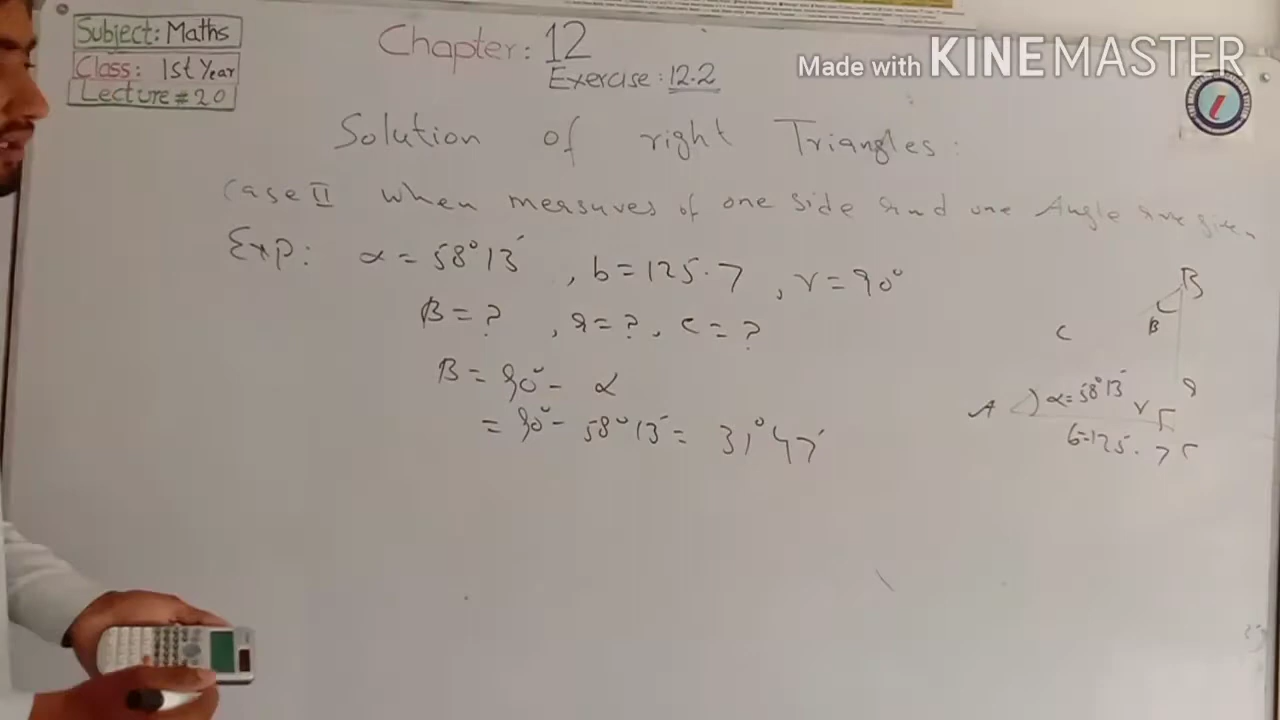 Subject: Maths
Class: 1st Year
Lecture # 20
Chapter: 12
Exercise: 12.2
Made with KINEMASTER
Solution of right Triangles:
Case II When measures of one side and one Angle are given
Exp: α = 58°13′, b = 125.7, γ = 90°
β = ?, a = ?, c = ?
β = 90° - α
= 90° - 58°13′ = 31°47′
B
β
c
a
A α = 58°13′ γ
b = 125.7 C